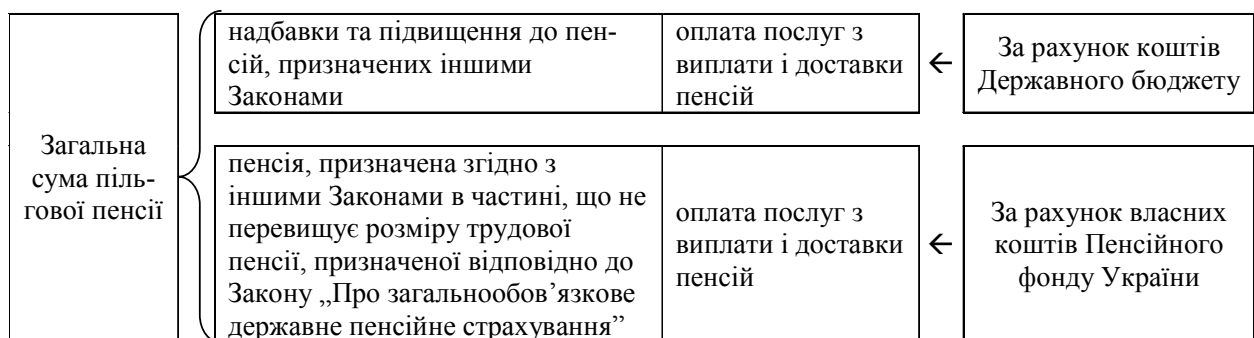 Загальна
сума піль-
гової пенсії
надбавки та підвищення до пен-
сій, призначених іншими
Законами
оплата послуг з
виплати і доставки
пенсій
←
За рахунок коштів
Державного бюджету
пенсія, призначена згідно з
іншими Законами в частині, що не
перевищує розміру трудової
пенсії, призначеної відповідно до
Закону „Про загальнообов’язкове
державне пенсійне страхування”
оплата послуг з
виплати і доставки
пенсій
←
За рахунок власних
коштів Пенсійного
фонду України